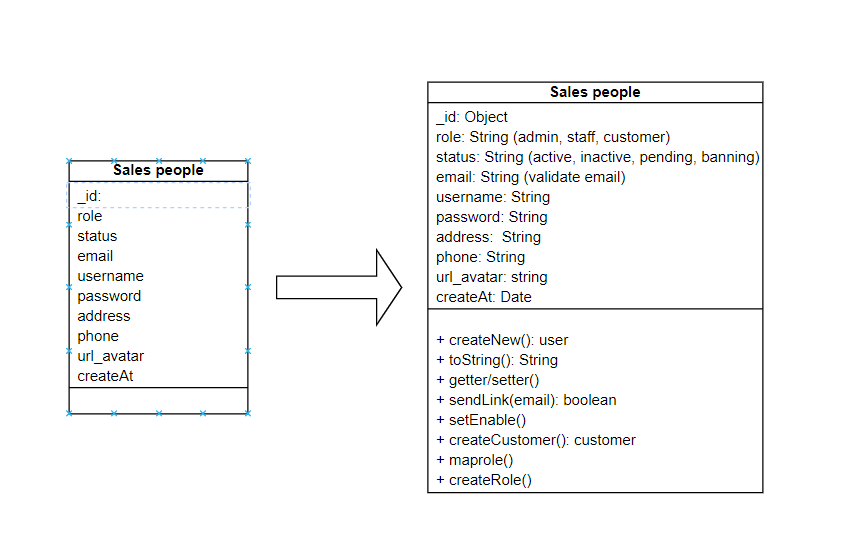 Sales people
_id:
role
status
email
username
password
address
phone
url_avatar
createAt
Sales people
_id: Object
role: String (admin, staff, customer)
status: String (active, inactive, pending, banning)
email: String (validate email)
username: String
password: String
address:  String
phone: String
url_avatar: string
createAt: Date
+ createNew(): user
+ toString(): String
+ getter/setter()
+ sendLink(email): boolean
+ setEnable()
+ createCustomer(): customer
+ maprole()
+ createRole()